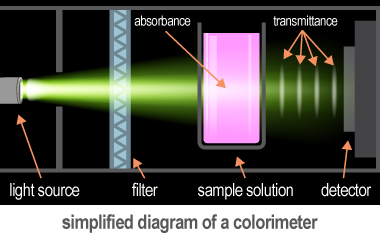 absorbance transmittance
light source filter sample solution detector
simplified diagram of a colorimeter